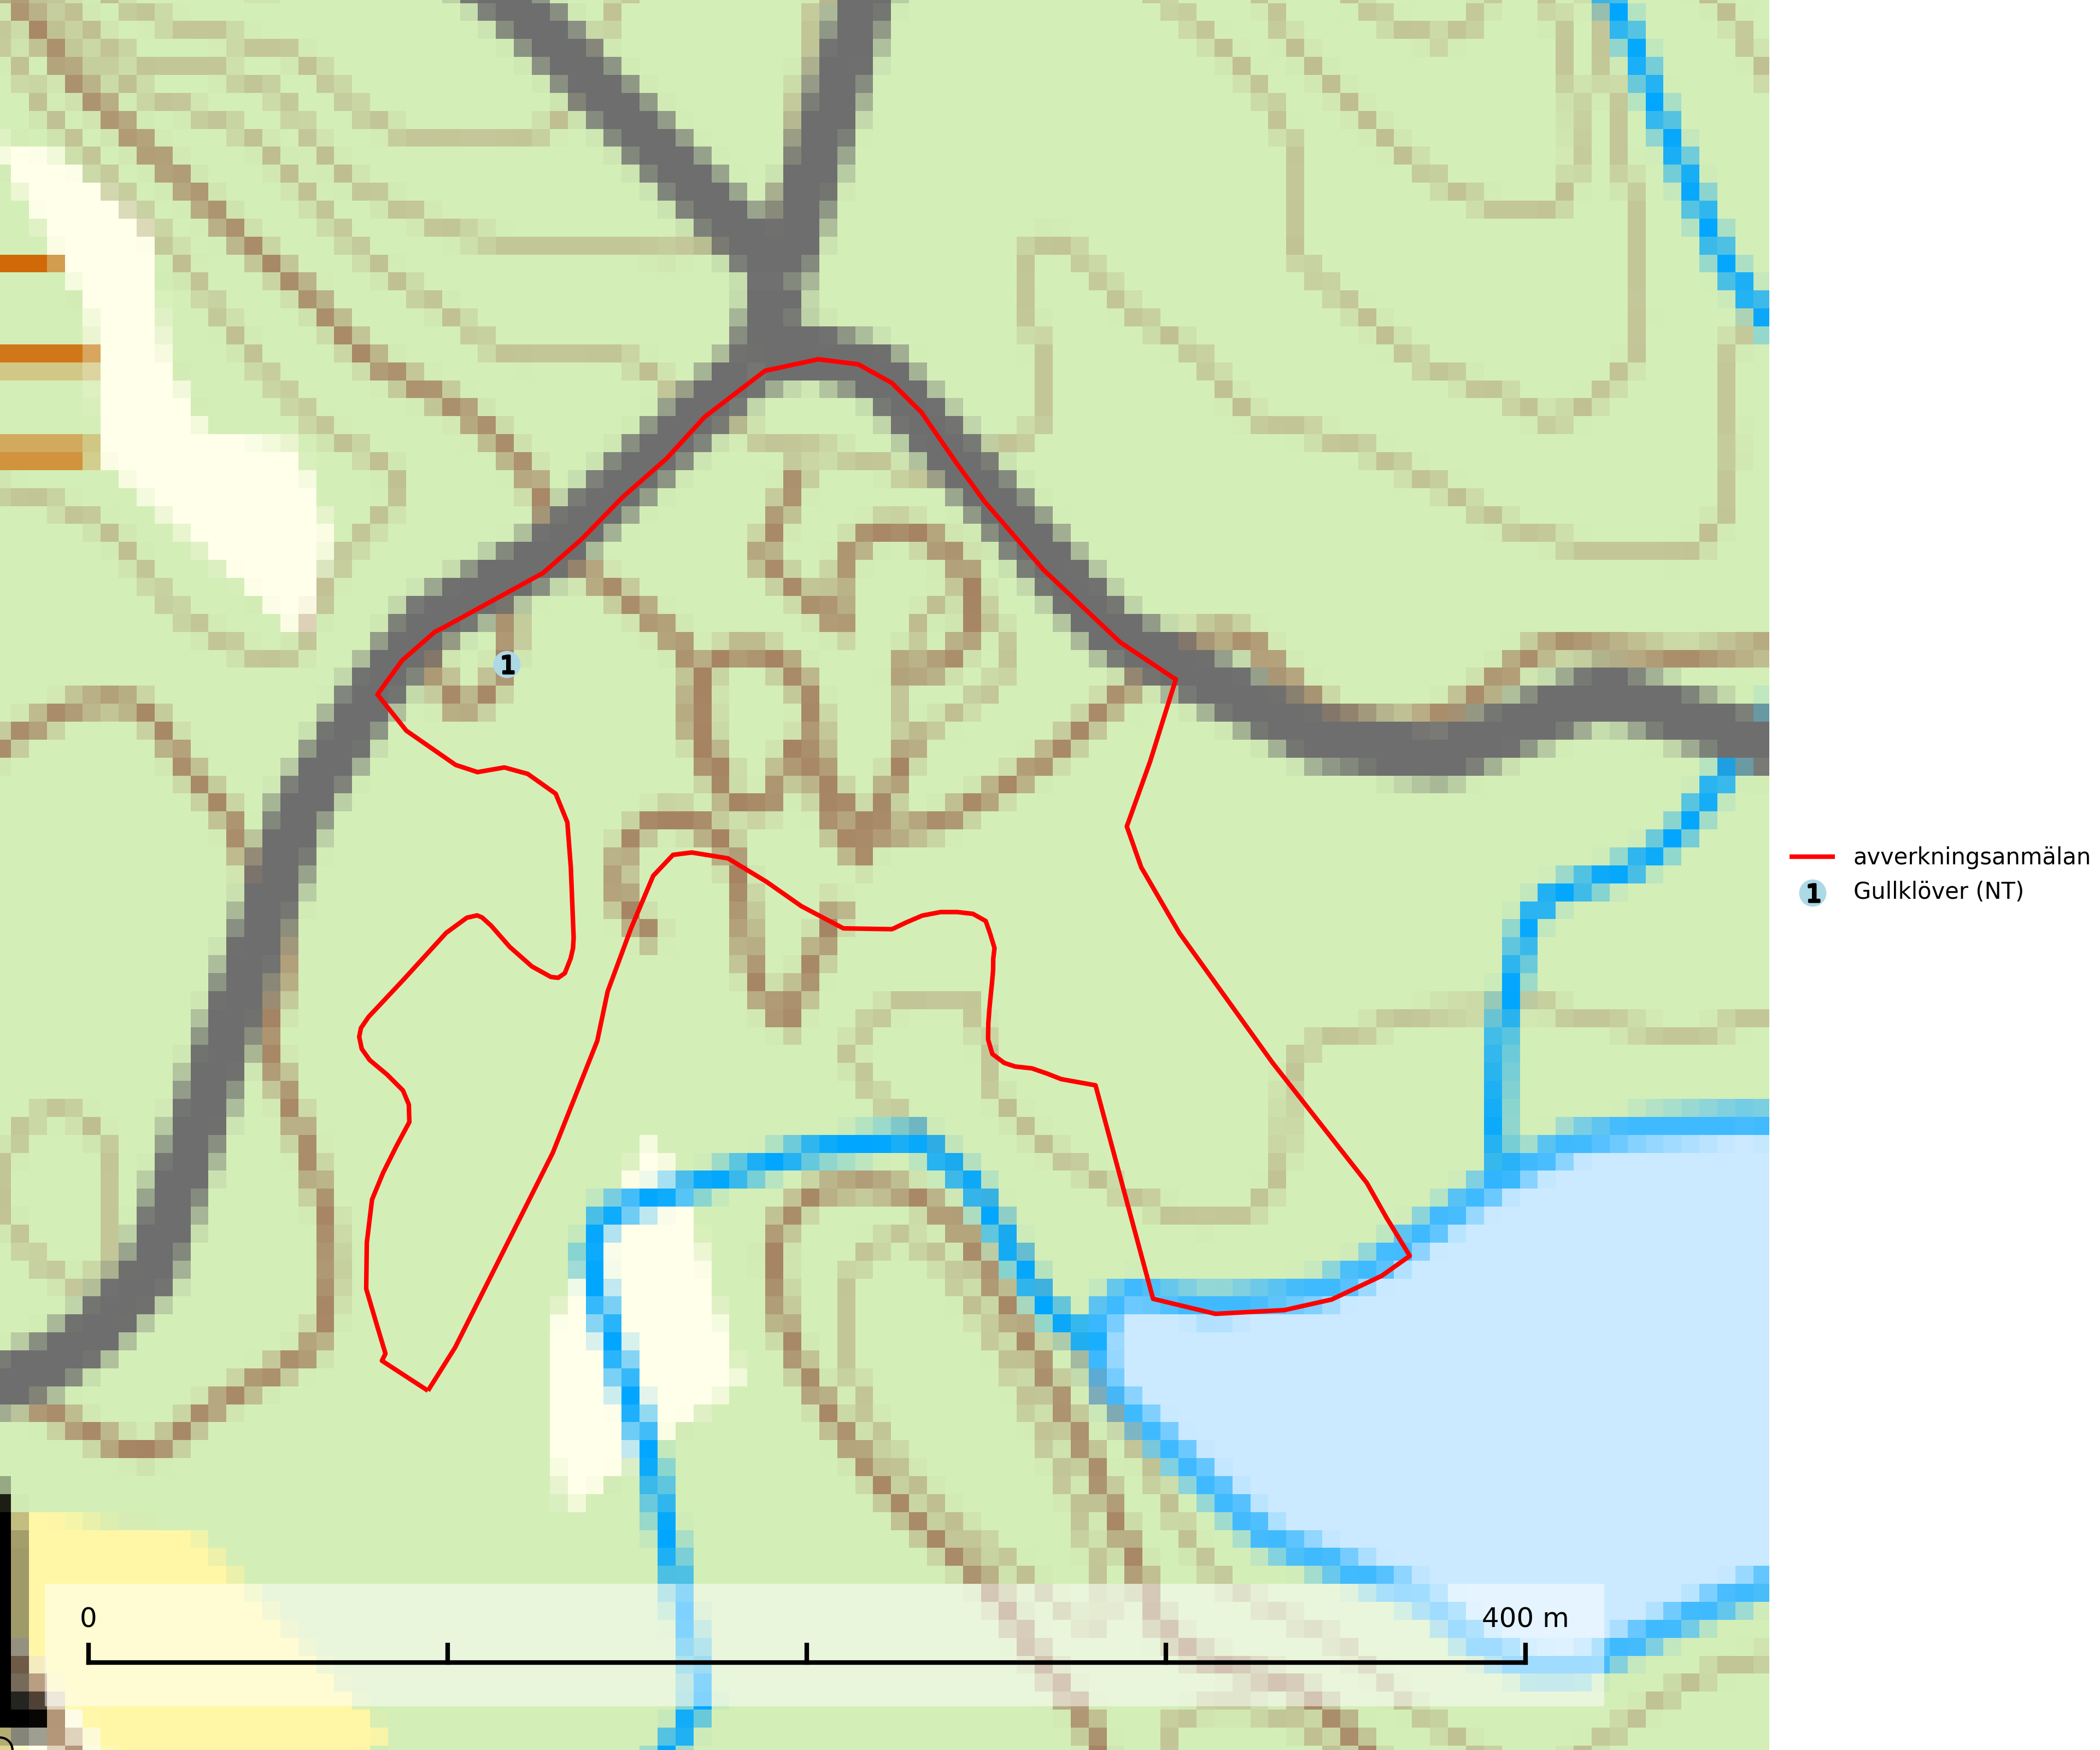 1
avverkningsanmälan
1 Gullklöver (NT)
0 400 m